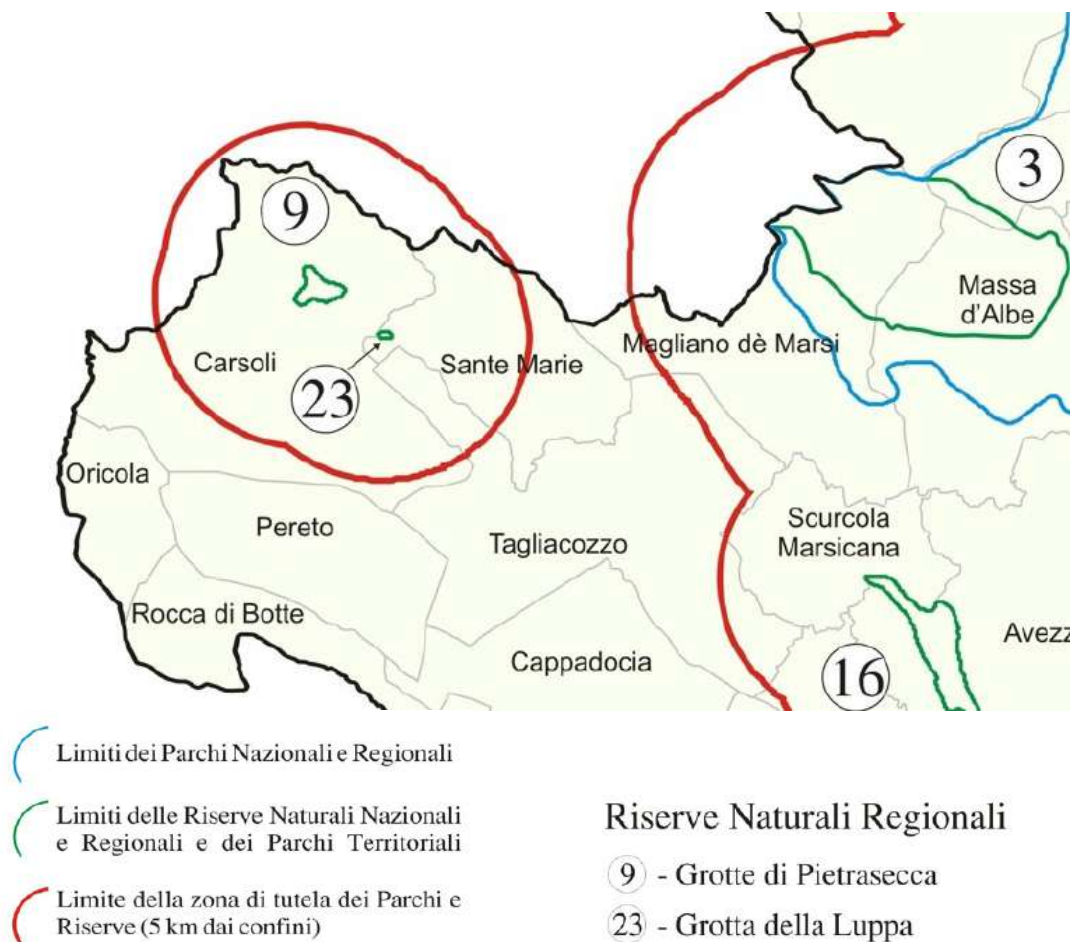 9
3
Massa
d'Albe
Magliano dè Marsi
Carsoli
Sante Marie
23
Oricola
Pereto
Scurcola
Marsicana
Tagliacozzo
Rocca di Botte
Avezz
Cappadocia
16
Limiti dei Parchi Nazionali e Regionali
Limiti delle Riserve Naturali Nazionali
e Regionali e dei Parchi Territoriali
Limite della zona di tutela dei Parchi e
Riserve (5 km dai confini)
Riserve Naturali Regionali
9 - Grotte di Pietrasecca
23 - Grotta della Luppa